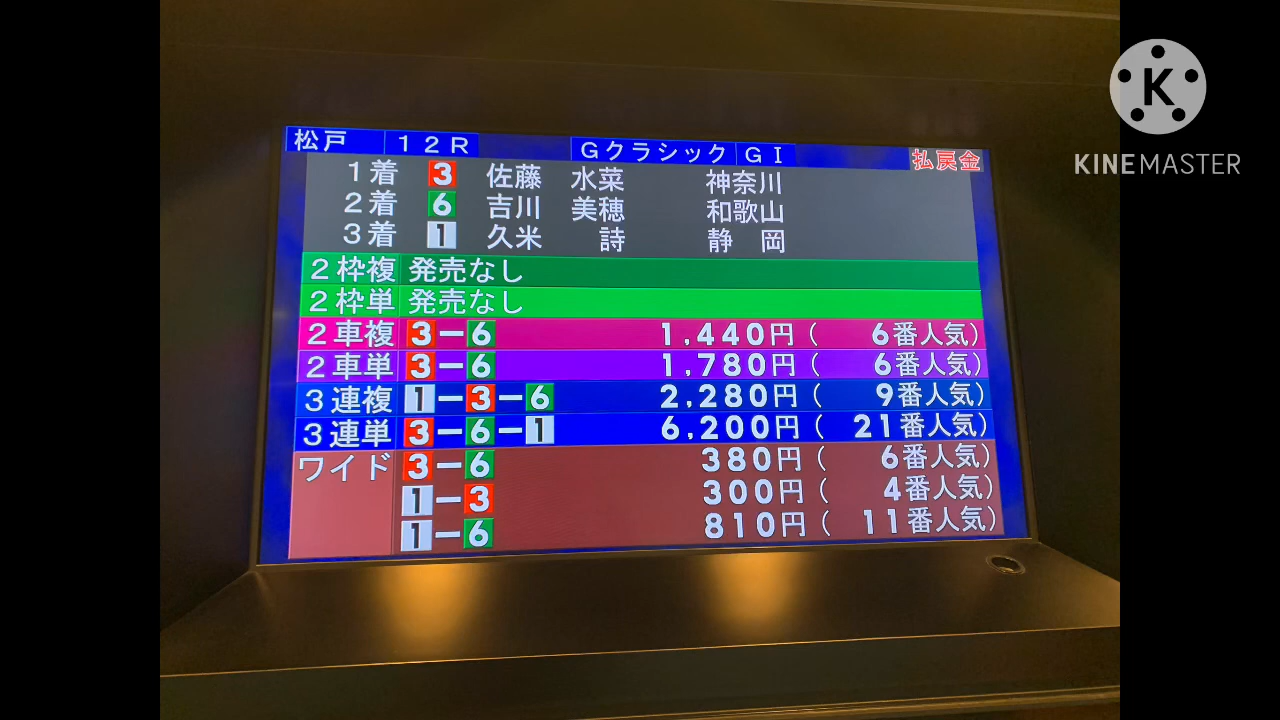 松戸 12R Gクラシック GⅠ 払戻金
1着 3 佐藤 水菜 神奈川
2着 6 吉川 美穂 和歌山
3着 1 久米 詩 静岡
2枠複 発売なし
2枠単 発売なし
2車複 3-6 1,440円( 6番人気)
2車単 3-6 1,780円( 6番人気)
3連複 1-3-6 2,280円( 9番人気)
3連単 3-6-1 6,200円( 21番人気)
ワイド 3-6 380円( 6番人気)
1-3 300円( 4番人気)
1-6 810円( 11番人気)
K
KINEMASTER